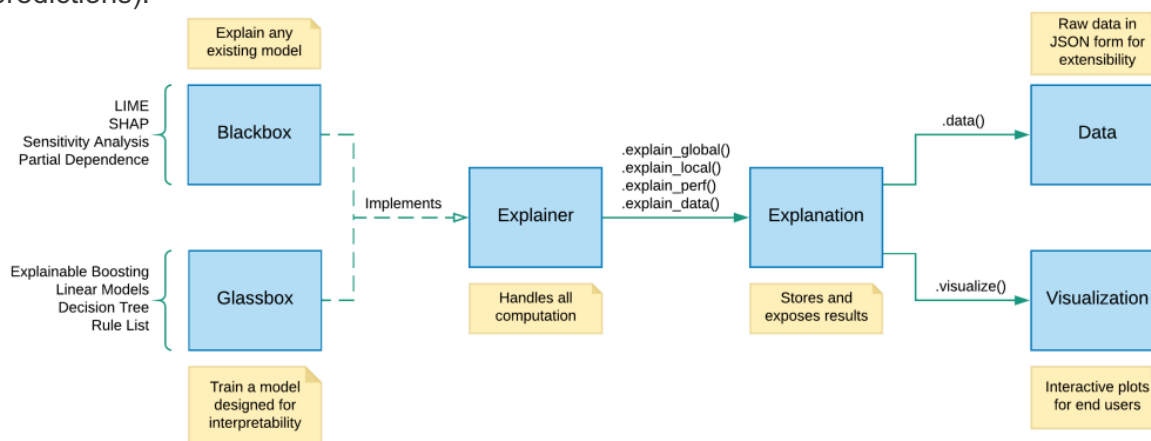 predictions).
Explain any
existing model
LIME
SHAP
Sensitivity Analysis
Partial Dependence
Blackbox
Explainable Boosting
Linear Models
Decision Tree
Rule List
Glassbox
Train a model
designed for
interpretability
Implements
Explainer
Handles all
computation
.explain_global()
.explain_local()
.explain_perf()
.explain_data()
Explanation
Stores and
exposes results
.data()
Raw data in
JSON form for
extensibility
Data
.visualize()
Visualization
Interactive plots
for end users